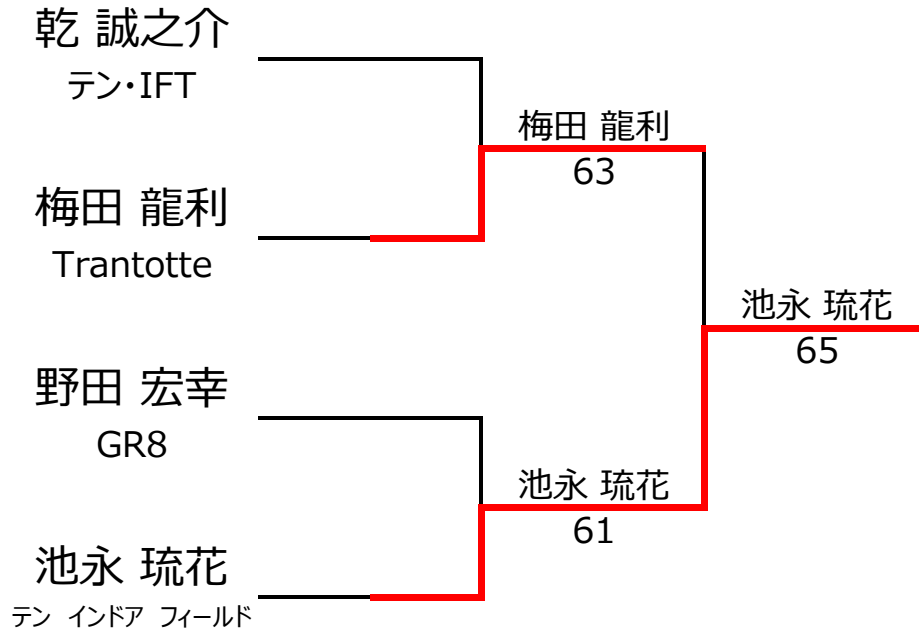 乾 誠之介
テン・IFT
梅田 龍利
63
梅田 龍利
Trantotte
池永 琉花
65
野田 宏幸
GR8
池永 琉花
61
池永 琉花
テン インドア フィールド